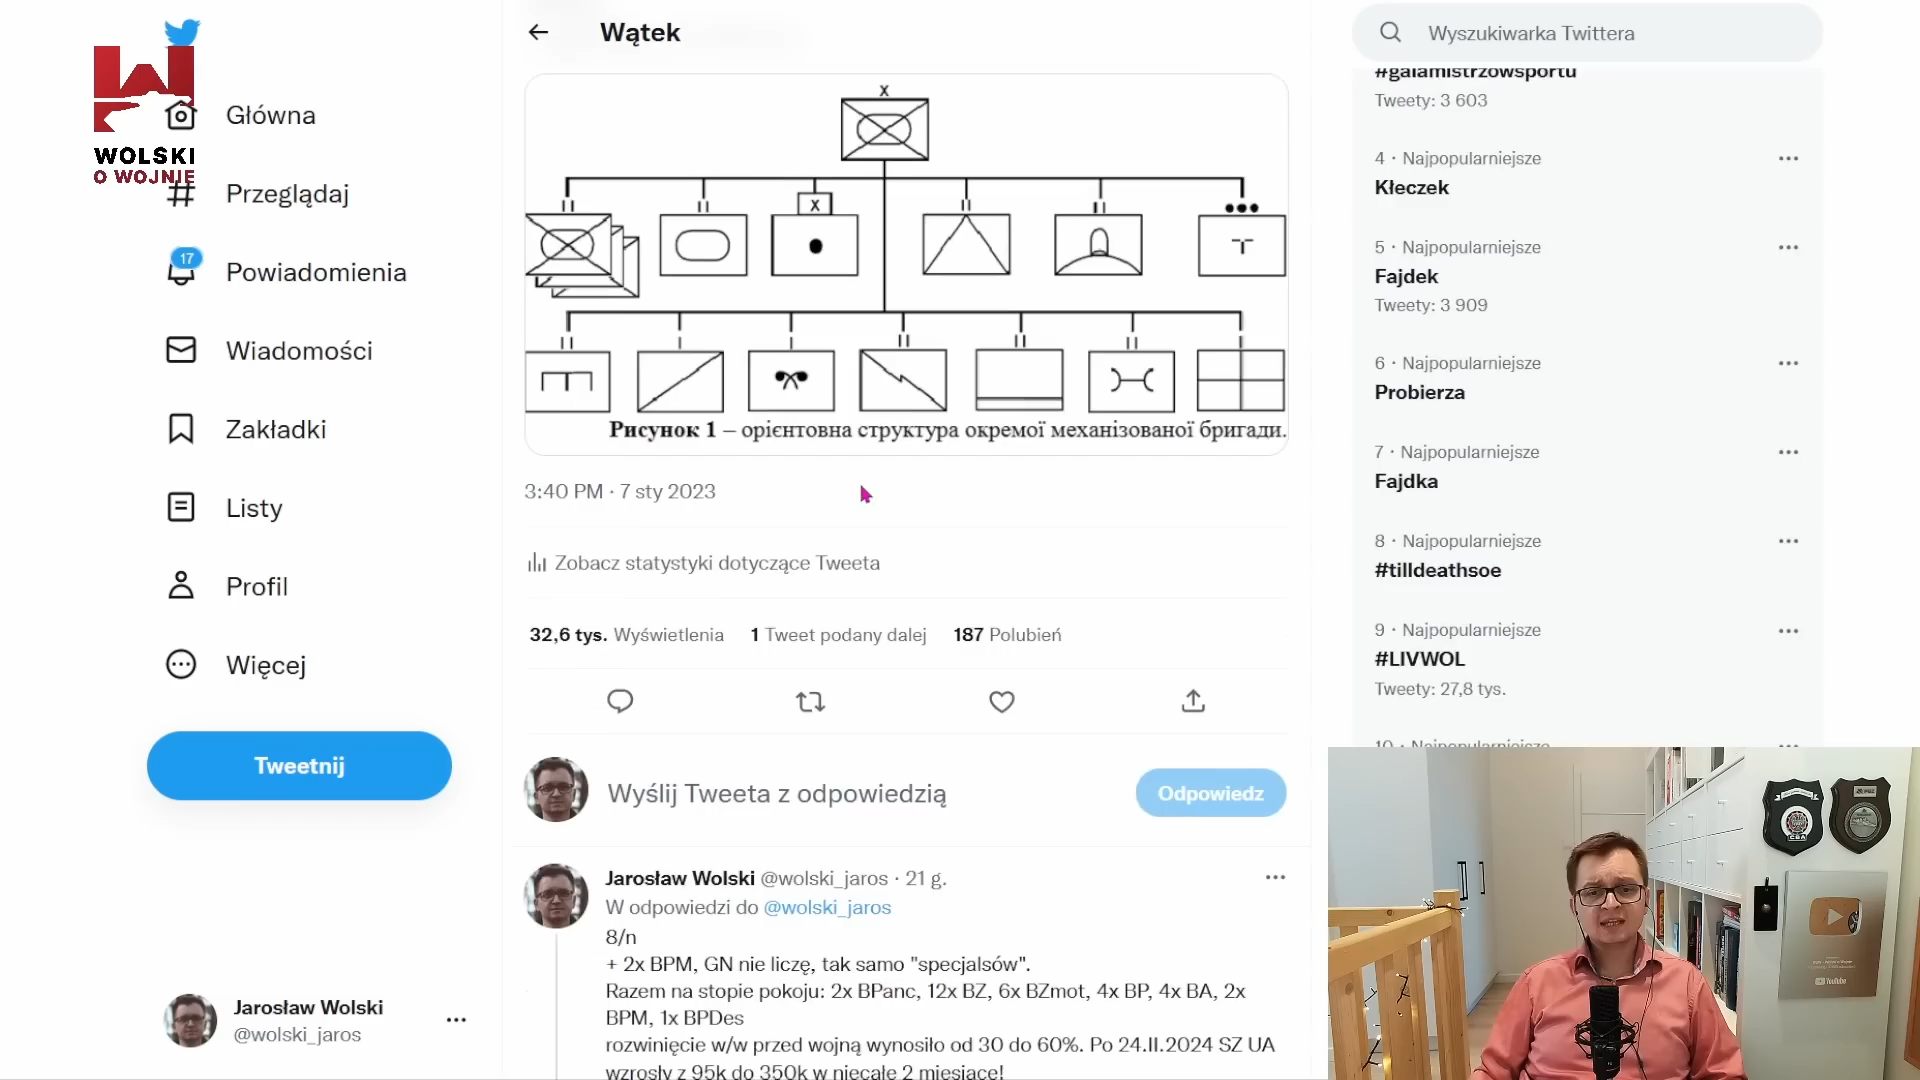 WOLSKI
O WOJNIE
Główna
Przeglądaj
17
Powiadomienia
Wiadomości
Zakładki
Listy
Profil
Więcej
Tweetnij
Jarosław Wolski
@wolski_jaros
Wątek
X
X
Рисунок 1 – орієнтовна структура окремої механізованої бригади.
3:40 PM · 7 sty 2023
Zobacz statystyki dotyczące Tweeta
32,6 tys. Wyświetlenia 1 Tweet podany dalej 187 Polubień
Wyślij Tweeta z odpowiedzią
Odpowiedz
Jarosław Wolski @wolski_jaros · 21 g.
W odpowiedzi do @wolski_jaros
8/n
+ 2x BPM, GN nie liczę, tak samo "specjalsów".
Razem na stopie pokoju: 2x BPanc, 12x BZ, 6x BZmot, 4x BP, 4x BA, 2x
BPM, 1x BPDes
rozwinięcie w/w przed wojną wynosiło od 30 do 60%. Po 24.II.2024 SZ UA
wzrosły z 95k do 350k w niecałe 2 miesiące!
Wyszukiwarka Twittera
#galamistrzowsportu
Tweety: 3 603
4 · Najpopularniejsze
Kłeczek
5 · Najpopularniejsze
Fajdek
Tweety: 3 909
6 · Najpopularniejsze
Probierza
7 · Najpopularniejsze
Fajdka
8 · Najpopularniejsze
#tilldeathsoe
9 · Najpopularniejsze
#LIVWOL
Tweety: 27,8 tys.
10 · Najpopularniejsze
YouTube